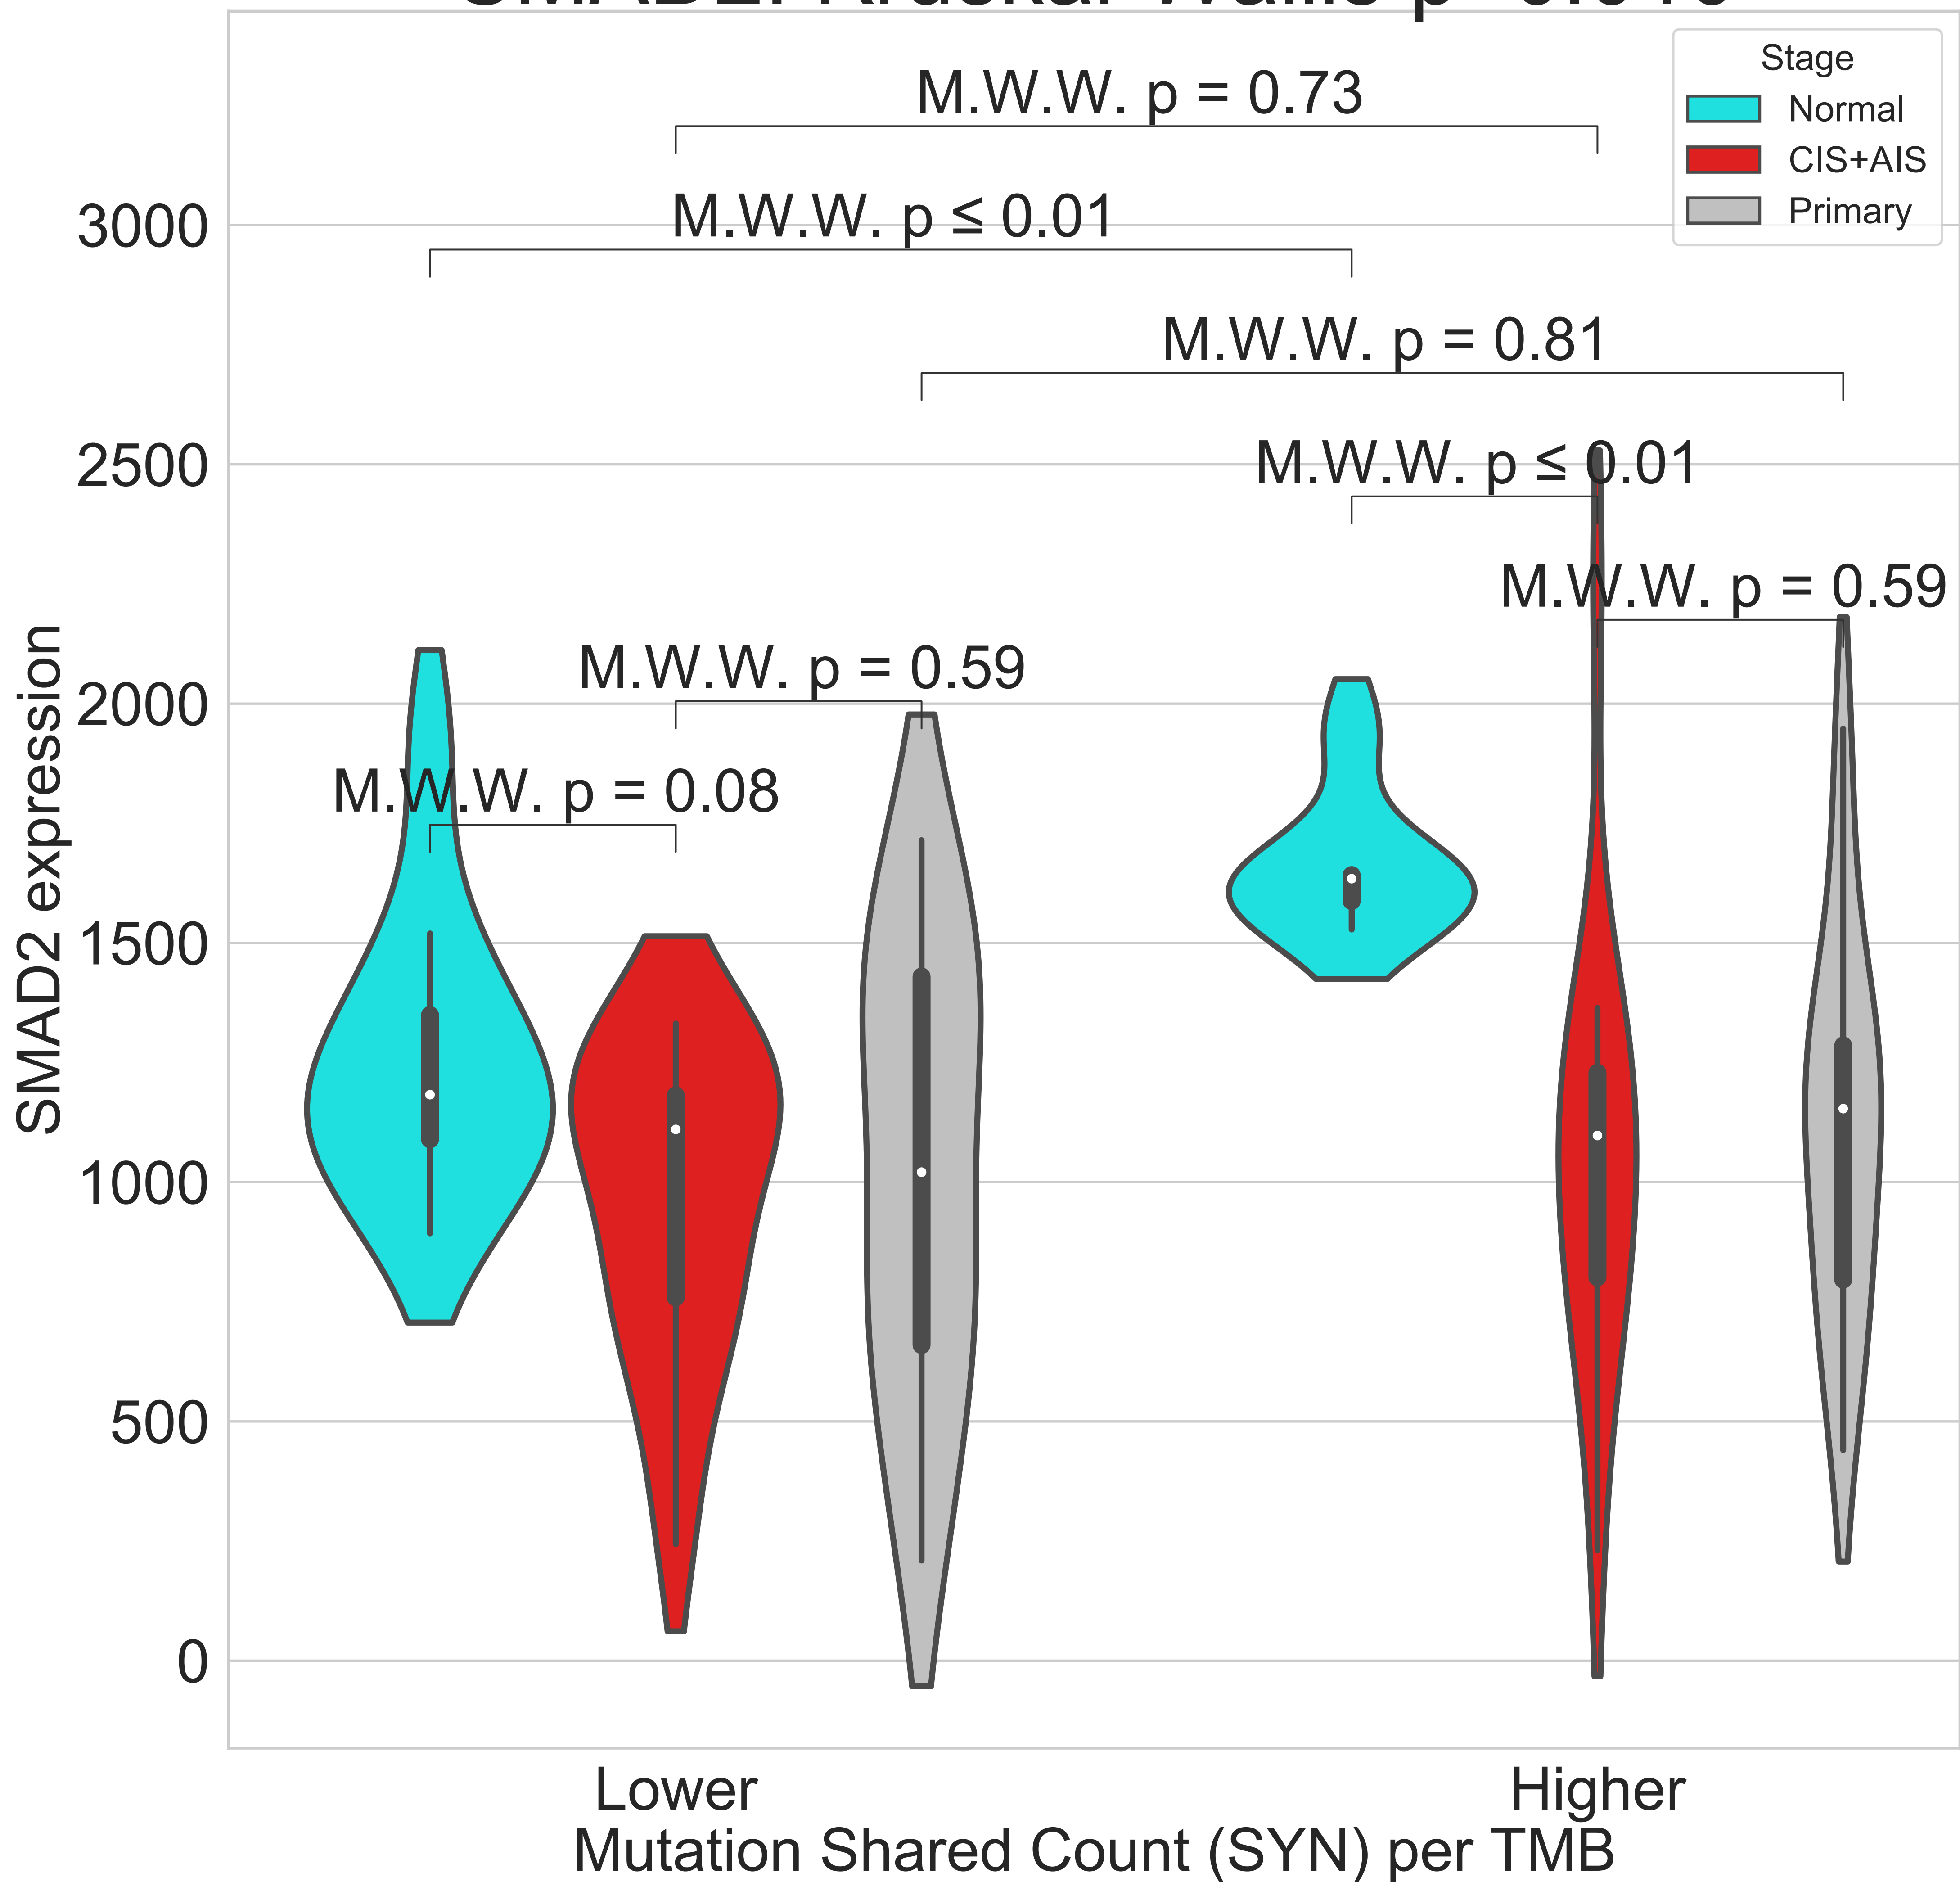 Stage
Normal
CIS+AIS
Primary
M.W.W. p = 0.73
M.W.W. p ≤ 0.01
M.W.W. p = 0.81
M.W.W. p ≤ 0.01
M.W.W. p = 0.59
M.W.W. p = 0.59
M.W.W. p = 0.08
SMAD2 expression
3000
2500
2000
1500
1000
500
0
Lower
Higher
Mutation Shared Count (SYN) per TMB